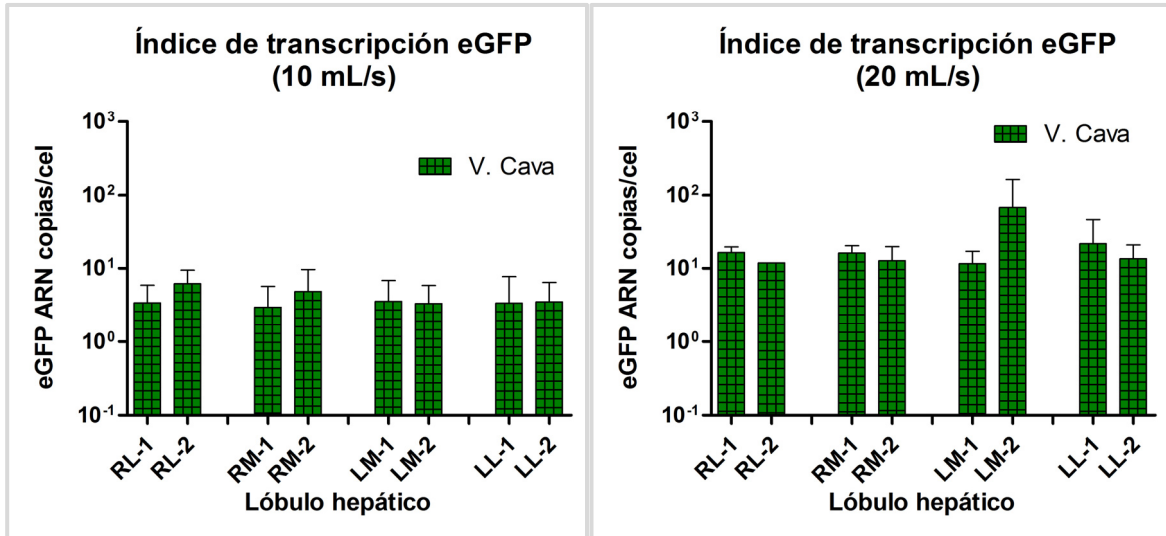 Índice de transcripción eGFP
(10 mL/s)
eGFP ARN copias/cel
10³
10²
10¹
10⁰
10⁻¹
V. Cava
RL-1
RL-2
RM-1
RM-2
LM-1
LM-2
LL-1
LL-2
Lóbulo hepático
Índice de transcripción eGFP
(20 mL/s)
eGFP ARN copias/cel
10³
10²
10¹
10⁰
10⁻¹
V. Cava
RL-1
RL-2
RM-1
RM-2
LM-1
LM-2
LL-1
LL-2
Lóbulo hepático